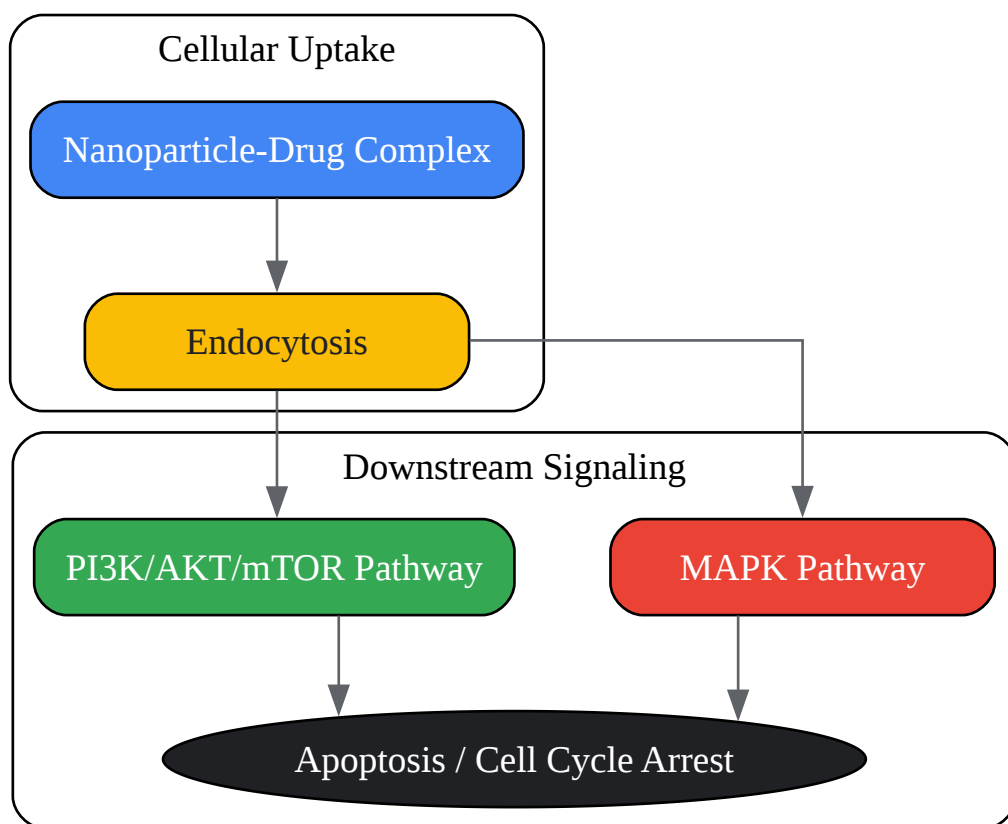 Cellular Uptake
Nanoparticle-Drug Complex
Endocytosis
Downstream Signaling
PI3K/AKT/mTOR Pathway
MAPK Pathway
Apoptosis / Cell Cycle Arrest